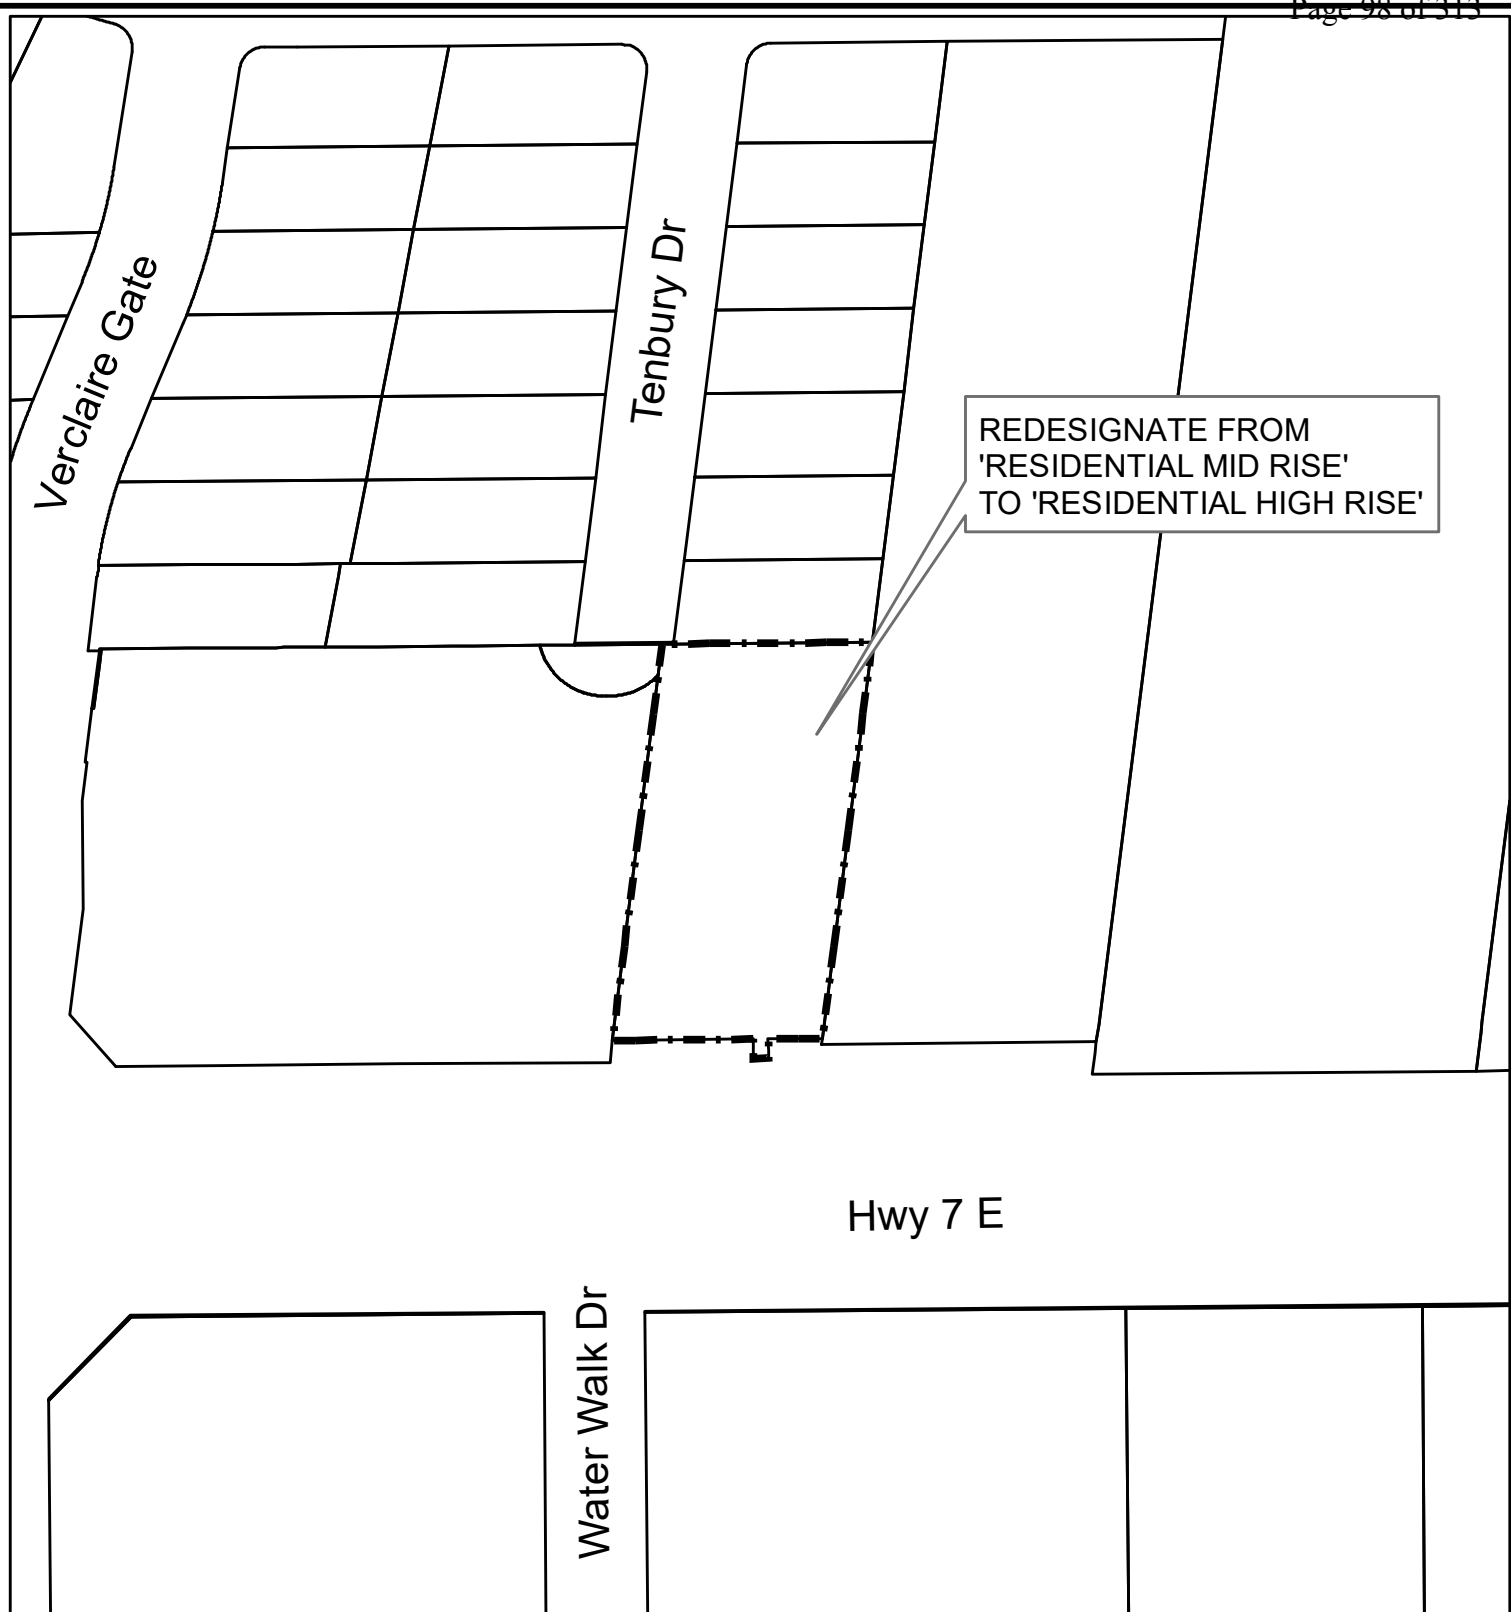 Page 98 of 313
Verclaire Gate
Tenbury Dr
REDESIGNATE FROM
'RESIDENTIAL MID RISE'
TO 'RESIDENTIAL HIGH RISE'
Hwy 7 E
Water Walk Dr